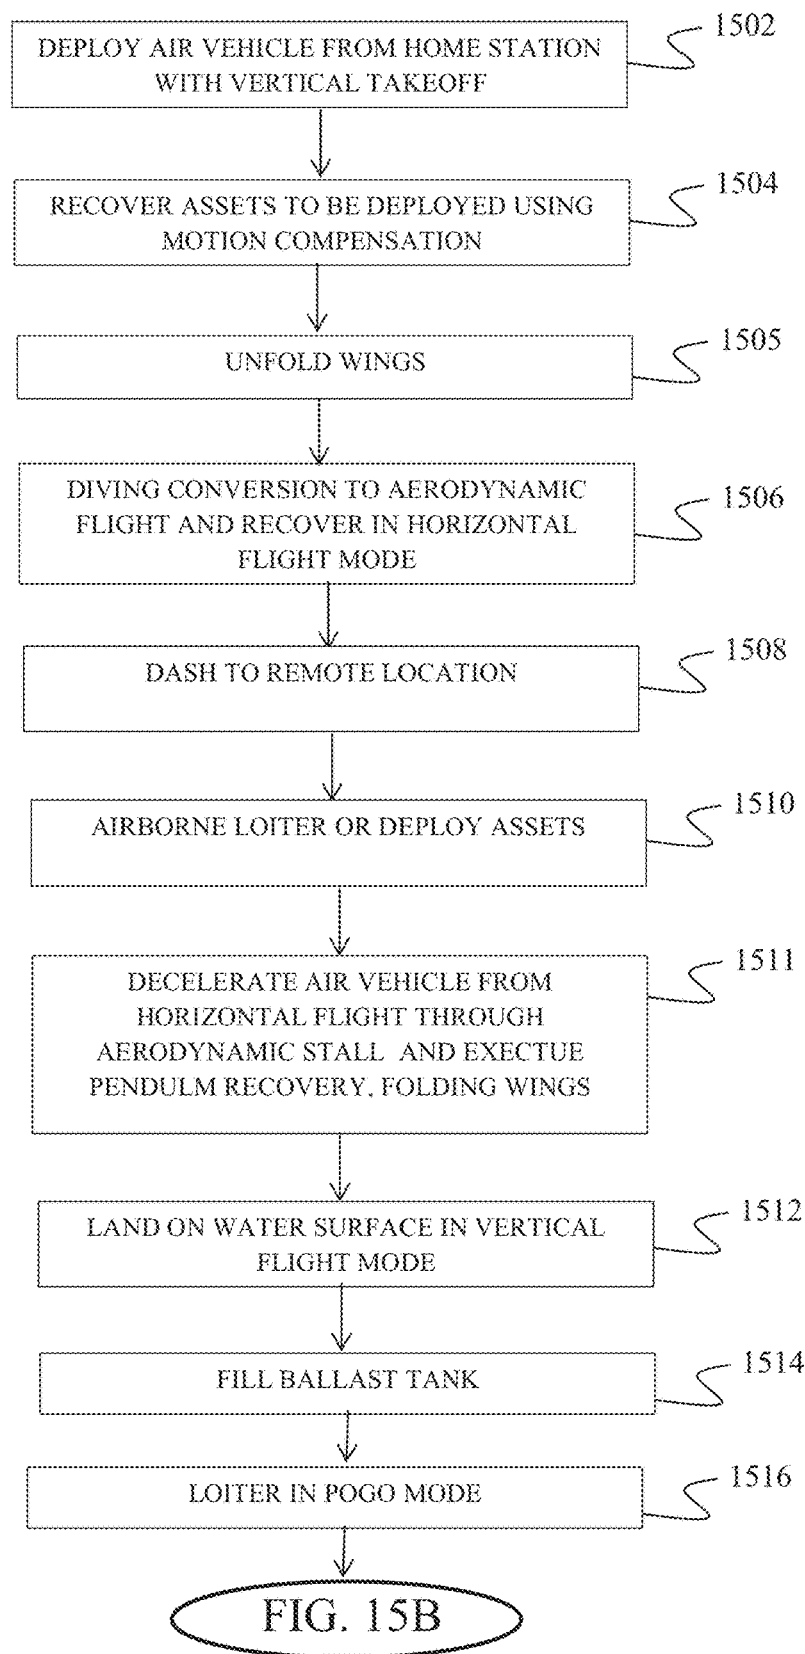 1502
DEPLOY AIR VEHICLE FROM HOME STATION
WITH VERTICAL TAKEOFF
1504
RECOVER ASSETS TO BE DEPLOYED USING
MOTION COMPENSATION
1505
UNFOLD WINGS
1506
DIVING CONVERSION TO AERODYNAMIC
FLIGHT AND RECOVER IN HORIZONTAL
FLIGHT MODE
1508
DASH TO REMOTE LOCATION
1510
AIRBORNE LOITER OR DEPLOY ASSETS
1511
DECELERATE AIR VEHICLE FROM
HORIZONTAL FLIGHT THROUGH
AERODYNAMIC STALL AND EXECTUE
PENDULM RECOVERY, FOLDING WINGS
1512
LAND ON WATER SURFACE IN VERTICAL
FLIGHT MODE
1514
FILL BALLAST TANK
1516
LOITER IN POGO MODE
FIG. 15B